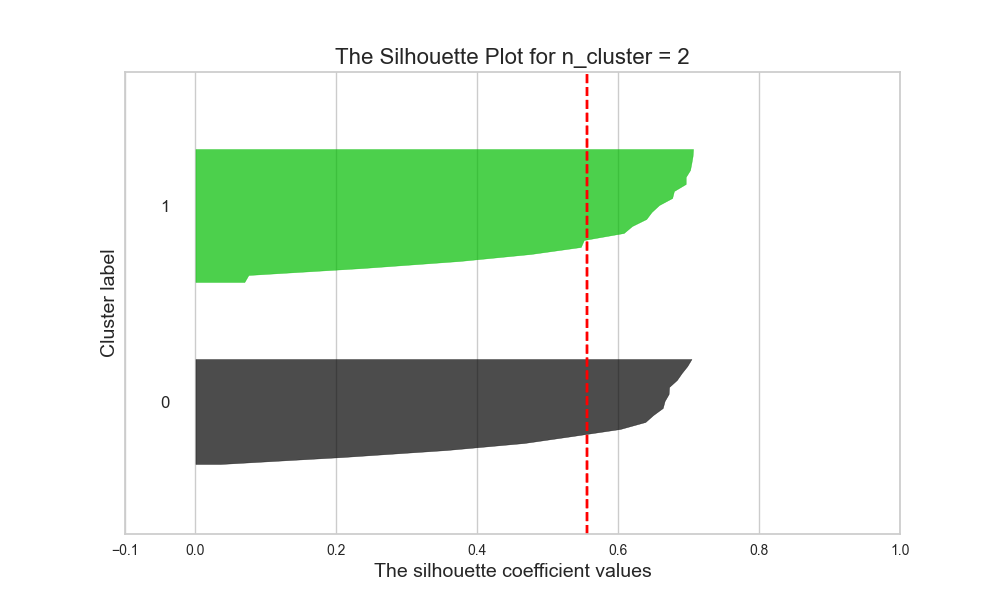 The Silhouette Plot for n_cluster = 2
1
0
Cluster label
−0.1 0.0 0.2 0.4 0.6 0.8 1.0
The silhouette coefficient values